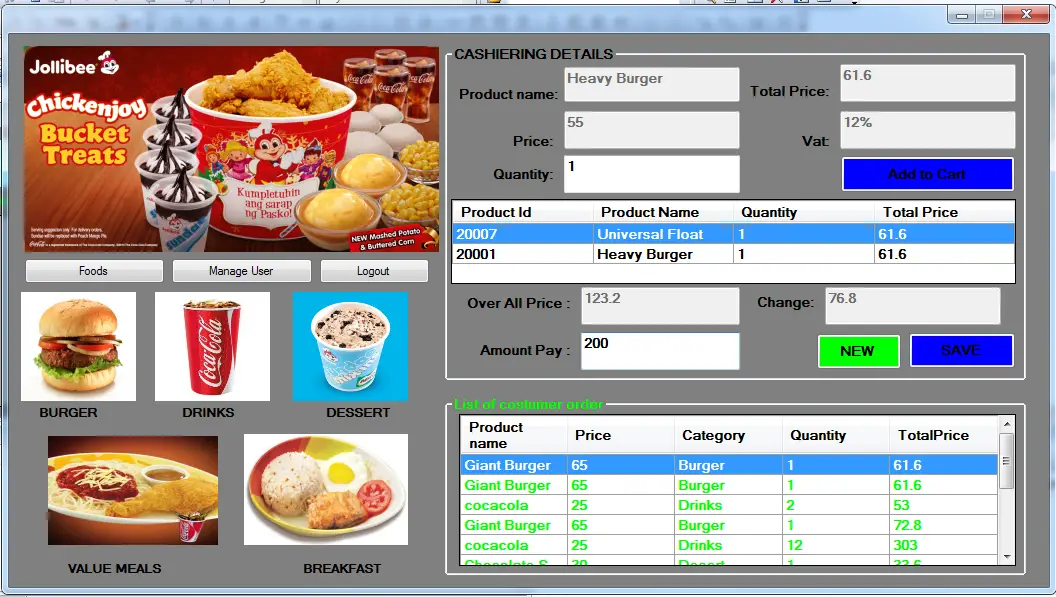 Jollibee
Chickenjoy
Bucket
Treats
Coca-Cola
Kumpletuhin
ang sarap
ng Pasko!
NEW Mashed Potato
& Buttered Corn
Foods
Manage User
Logout
Coca-Cola
BURGER
DRINKS
DESSERT
VALUE MEALS
BREAKFAST
CASHIERING DETAILS
Product name:
Heavy Burger
Total Price:
61.6
Price:
55
Vat:
12%
Quantity:
1
Add to Cart
Product Id Product Name Quantity Total Price
20007 Universal Float 1 61.6
20001 Heavy Burger 1 61.6
Over All Price :
123.2
Change:
76.8
Amount Pay :
200
NEW
SAVE
List of costumer order
Product name Price Category Quantity TotalPrice
Giant Burger 65 Burger 1 61.6
Giant Burger 65 Burger 1 61.6
cocacola 25 Drinks 2 53
Giant Burger 65 Burger 1 72.8
cocacola 25 Drinks 12 303